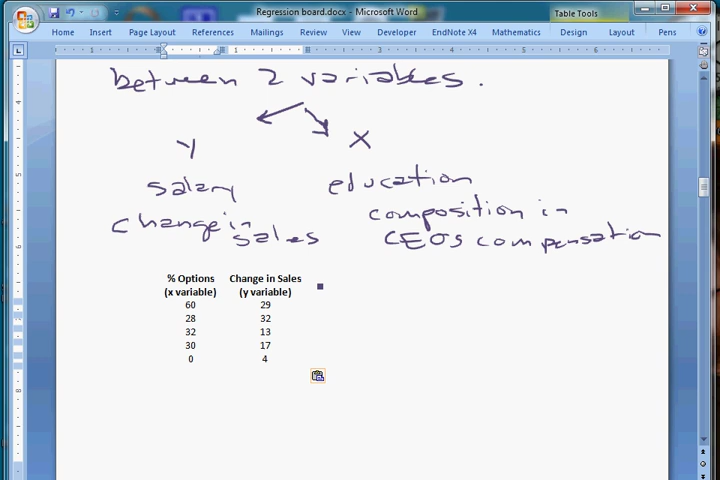 Regression board.docx - Microsoft Word
Table Tools
Home Insert Page Layout References Mailings Review View Developer EndNote X4 Mathematics Design Layout Pens
between 2 variables.
Y X
salary education
change in sales composition in CEOs compensation
% Options Change in Sales
(x variable) (y variable)
60 29
28 32
32 13
30 17
0 4